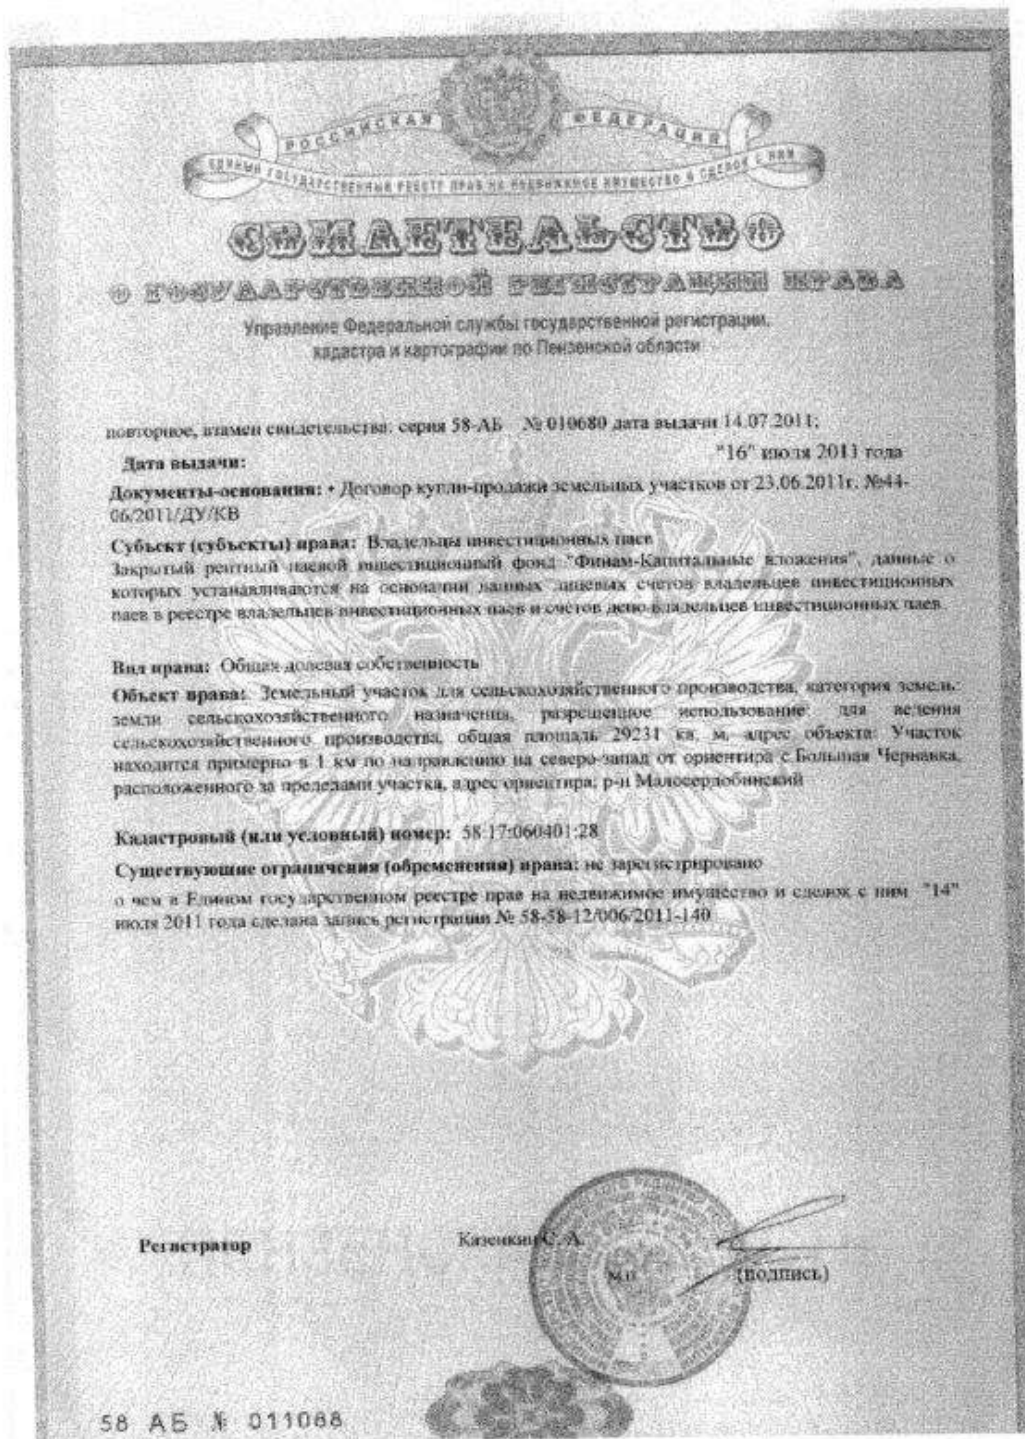 РОССИЙСКАЯ ФЕДЕРАЦИЯ
ЕДИНЫЙ ГОСУДАРСТВЕННЫЙ РЕЕСТР ПРАВ НА НЕДВИЖИМОЕ ИМУЩЕСТВО И СДЕЛОК С НИМ
СВИДЕТЕЛЬСТВО
О ГОСУДАРСТВЕННОЙ РЕГИСТРАЦИИ ПРАВА
Управление Федеральной службы государственной регистрации,
кадастра и картографии по Пензенской области
повторное, взамен свидетельства: серия 58-АБ № 010680 дата выдачи 14.07.2011;
Дата выдачи: "16" июля 2011 года
Документы-основания: • Договор купли-продажи земельных участков от 23.06.2011г. №44-
06/2011/ДУ/КВ
Субъект (субъекты) права: Владельцы инвестиционных паев
Закрытый рентный паевой инвестиционный фонд "Финам-Капитальные вложения", данные о
которых устанавливаются на основании данных лицевых счетов владельцев инвестиционных
паев в реестре владельцев инвестиционных паев и счетов депо владельцев инвестиционных паев
Вид права: Общая долевая собственность
Объект права: Земельный участок для сельскохозяйственного производства, категория земель:
земли сельскохозяйственного назначения, разрешенное использование: для ведения
сельскохозяйственного производства, общая площадь 29231 кв. м, адрес объекта: Участок
находится примерно в 1 км по направлению на северо-запад от ориентира с.Большая Чернавка,
расположенного за пределами участка, адрес ориентира: р-н Малосердобинский
Кадастровый (или условный) номер: 58:17:060401:28
Существующие ограничения (обременения) права: не зарегистрировано
о чем в Едином государственном реестре прав на недвижимое имущество и сделок с ним "14"
июля 2011 года сделана запись регистрации № 58-58-12/006/2011-140
Регистратор Казенкин С. А.
М.П. (подпись)
58 АБ № 011088